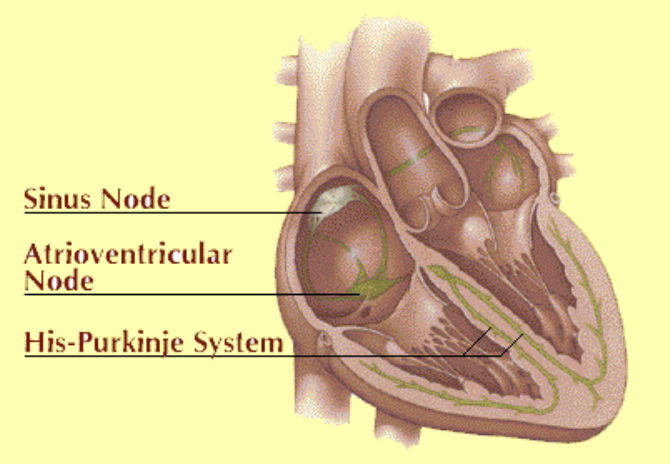 Sinus Node
Atrioventricular
Node
His-Purkinje System